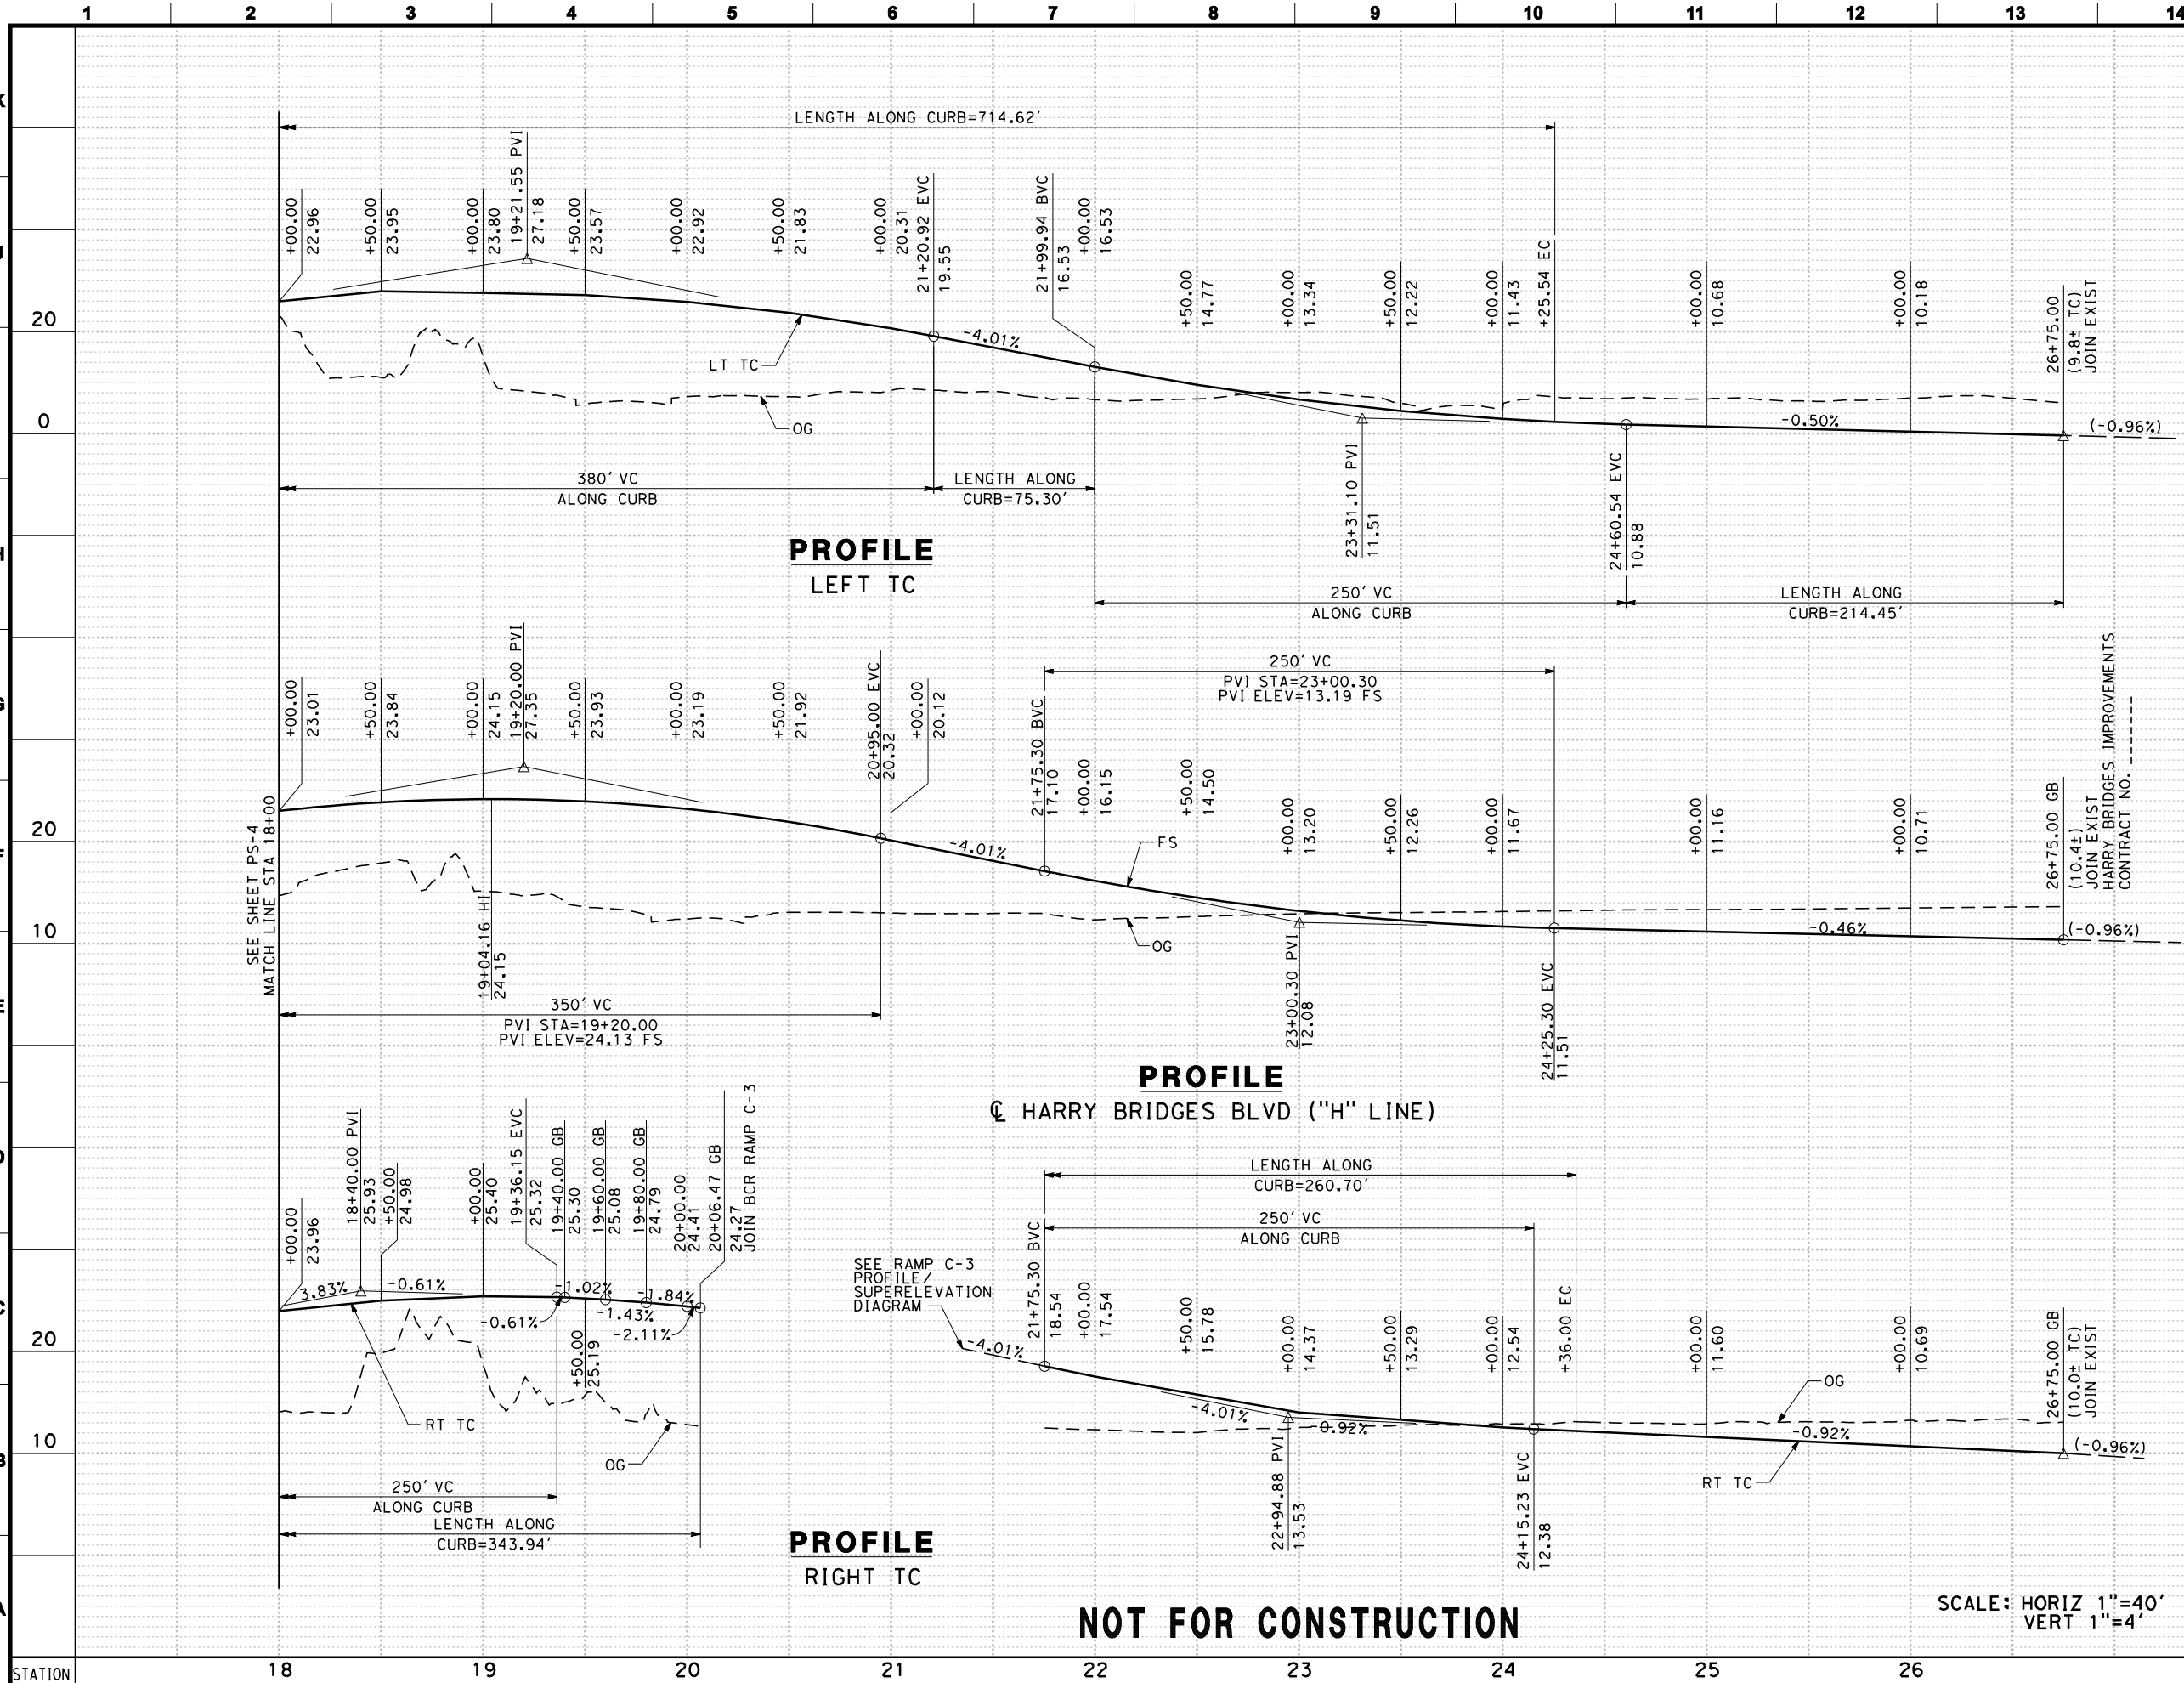 1 2 3 4 5 6 7 8 9 10 11 12 13 14
K
LENGTH ALONG CURB=714.62'
+00.00
22.96
+50.00
23.95
+00.00
23.80
19+21.55 PVI
27.18
+50.00
23.57
+00.00
22.92
+50.00
21.83
+00.00
20.31
21+20.92 EVC
19.55
21+99.94 BVC
16.53
+00.00
16.53
+50.00
14.77
+00.00
13.34
+50.00
12.22
+00.00
11.43
+25.54 EC
+00.00
10.68
+00.00
10.18
26+75.00
(9.8± TC)
JOIN EXIST
20
0
-4.01%
LT TC
OG
-0.50%
(-0.96%)
380' VC
ALONG CURB
LENGTH ALONG
CURB=75.30'
23+31.10 PVI
11.51
24+60.54 EVC
10.88
250' VC
ALONG CURB
LENGTH ALONG
CURB=214.45'
PROFILE
LEFT TC
+00.00
23.01
+50.00
23.84
+00.00
24.15
19+20.00 PVI
27.35
+50.00
23.93
+00.00
23.19
+50.00
21.92
20+95.00 EVC
20.32
+00.00
20.12
21+75.30 BVC
17.10
+00.00
16.15
+50.00
14.50
250' VC
PVI STA=23+00.30
PVI ELEV=13.19 FS
+00.00
13.20
+50.00
12.26
+00.00
11.67
+00.00
11.16
+00.00
10.71
26+75.00 GB
(10.4±)
JOIN EXIST
HARRY BRIDGES IMPROVEMENTS
CONTRACT NO. ------
20
10
SEE SHEET PS-4
MATCH LINE STA 18+00
-4.01%
FS
OG
-0.46%
(-0.96%)
19+04.16 HI
24.15
350' VC
PVI STA=19+20.00
PVI ELEV=24.13 FS
23+00.30 PVI
12.08
24+25.30 EVC
11.51
PROFILE
℄ HARRY BRIDGES BLVD ("H" LINE)
+00.00
23.96
18+40.00 PVI
25.93
+50.00
24.98
+00.00
25.40
19+36.15 EVC
25.32
19+40.00 GB
25.30
19+60.00 GB
25.08
19+80.00 GB
24.79
20+00.00
24.41
20+06.47 GB
24.27
JOIN BCR RAMP C-3
3.83%
-0.61%
-1.02%
-1.84%
-0.61%
-1.43%
-2.11%
+50.00
25.19
20
10
RT TC
OG
250' VC
ALONG CURB
LENGTH ALONG
CURB=343.94'
LENGTH ALONG
CURB=260.70'
250' VC
ALONG CURB
SEE RAMP C-3
PROFILE/
SUPERELEVATION
DIAGRAM
-4.01%
21+75.30 BVC
18.54
+00.00
17.54
+50.00
15.78
+00.00
14.37
+50.00
13.29
+00.00
12.54
+36.00 EC
+00.00
11.60
+00.00
10.69
26+75.00 GB
(10.0± TC)
JOIN EXIST
-4.01%
-0.92%
OG
-0.92%
RT TC
(-0.96%)
22+94.88 PVI
13.53
24+15.23 EVC
12.38
PROFILE
RIGHT TC
NOT FOR CONSTRUCTION
SCALE: HORIZ 1"=40'
VERT 1"=4'
STATION 18 19 20 21 22 23 24 25 26